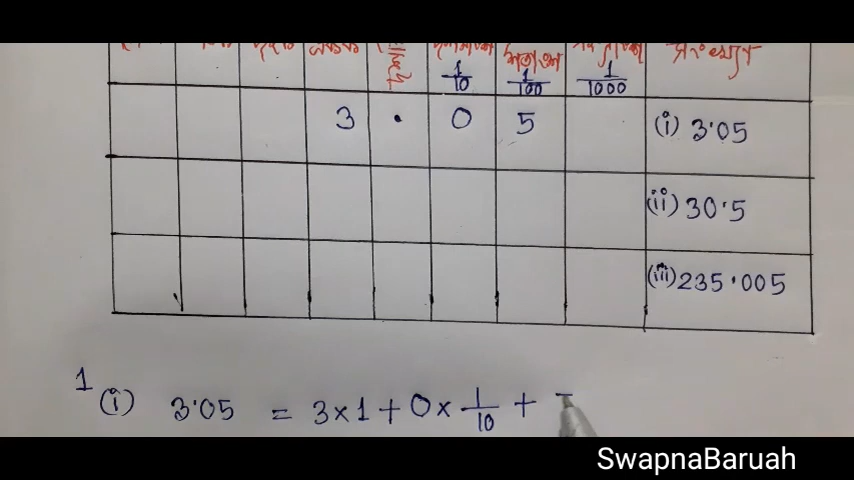 1/10 1/100 1/1000
3 . 0 5 (i) 3.05
(ii) 30.5
(iii) 235.005
1 (i) 3.05 = 3×1 + 0× 1/10 +
SwapnaBaruah